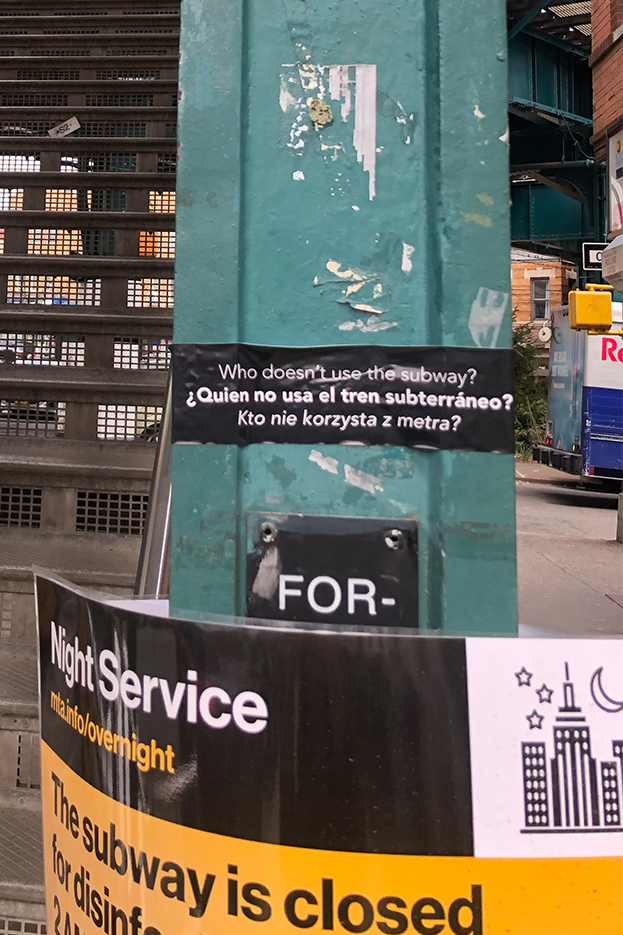 Who doesn't use the subway?
¿Quien no usa el tren subterráneo?
Kto nie korzysta z metra?
FOR-
Night Service
mta.info/overnight
The subway is closed
for